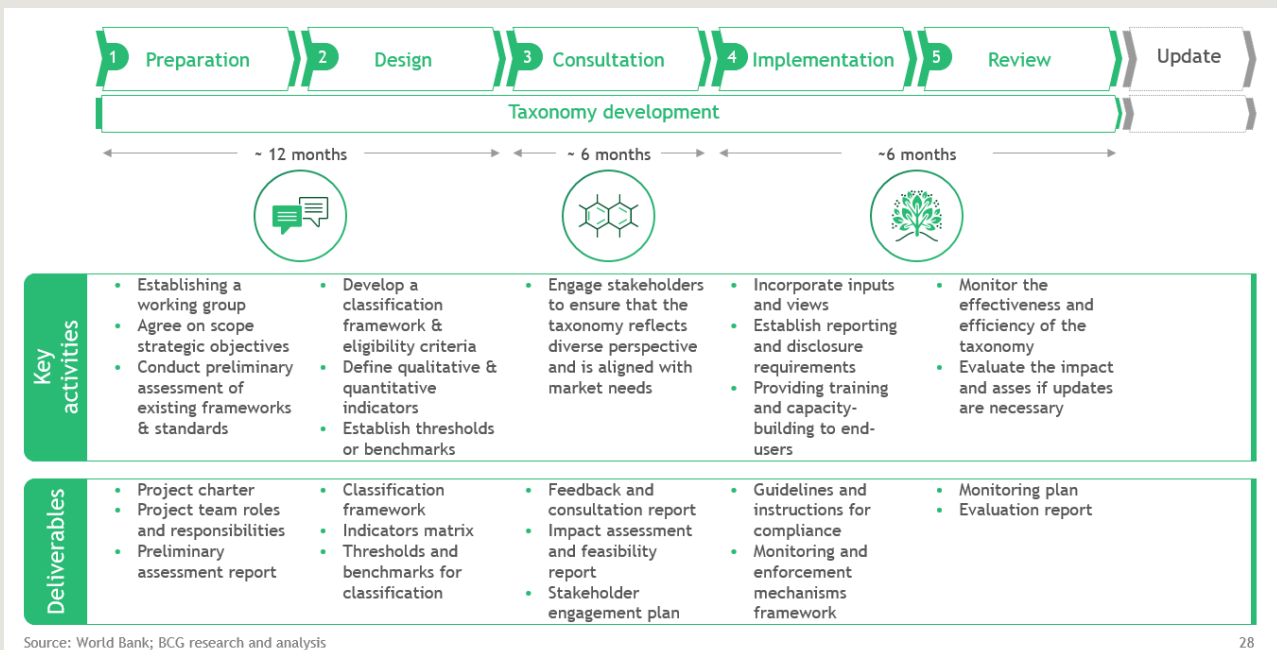 1 Preparation
2 Design
3 Consultation
4 Implementation
5 Review
Update
Taxonomy development
~ 12 months
~ 6 months
~6 months
Key
activities
• Establishing a
working group
• Agree on scope
strategic objectives
• Conduct preliminary
assessment of
existing frameworks
& standards
• Develop a
classification
framework &
eligibility criteria
• Define qualitative &
quantitative
indicators
• Establish thresholds
or benchmarks
• Engage stakeholders
to ensure that the
taxonomy reflects
diverse perspective
and is aligned with
market needs
• Incorporate inputs
and views
• Establish reporting
and disclosure
requirements
• Providing training
and capacity-
building to end-
users
• Monitor the
effectiveness and
efficiency of the
taxonomy
• Evaluate the impact
and asses if updates
are necessary
Deliverables
• Project charter
• Project team roles
and responsibilities
• Preliminary
assessment report
• Classification
framework
• Indicators matrix
• Thresholds and
benchmarks for
classification
• Feedback and
consultation report
• Impact assessment
and feasibility
report
• Stakeholder
engagement plan
• Guidelines and
instructions for
compliance
• Monitoring and
enforcement
mechanisms
framework
• Monitoring plan
• Evaluation report
Source: World Bank; BCG research and analysis
28